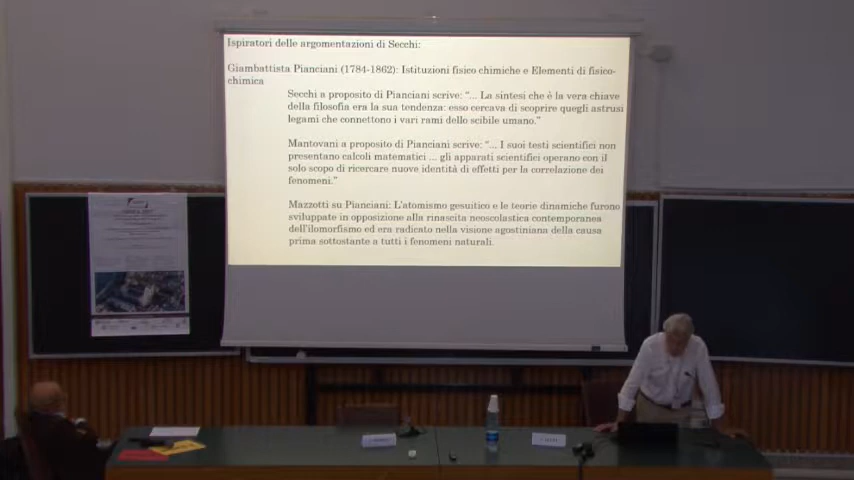 Ispiratori delle argomentazioni di Secchi:
Giambattista Pianciani (1784-1862): Istituzioni fisico chimiche e Elementi di fisico-
chimica
Secchi a proposito di Pianciani scrive: “... La sintesi che è la vera chiave
della filosofia era la sua tendenza: esso cercava di scoprire quegli astrusi
legami che connettono i vari rami dello scibile umano.”
Mantovani a proposito di Pianciani scrive: “... I suoi testi scientifici non
presentano calcoli matematici ... gli apparati scientifici operano con il
solo scopo di ricercare nuove identità di effetti per la correlazione dei
fenomeni.”
Mazzotti su Pianciani: L'atomismo gesuitico e le teorie dinamiche furono
sviluppate in opposizione alla rinascita neoscolastica contemporanea
dell'ilomorfismo ed era radicato nella visione agostiniana della causa
prima sottostante a tutti i fenomeni naturali.